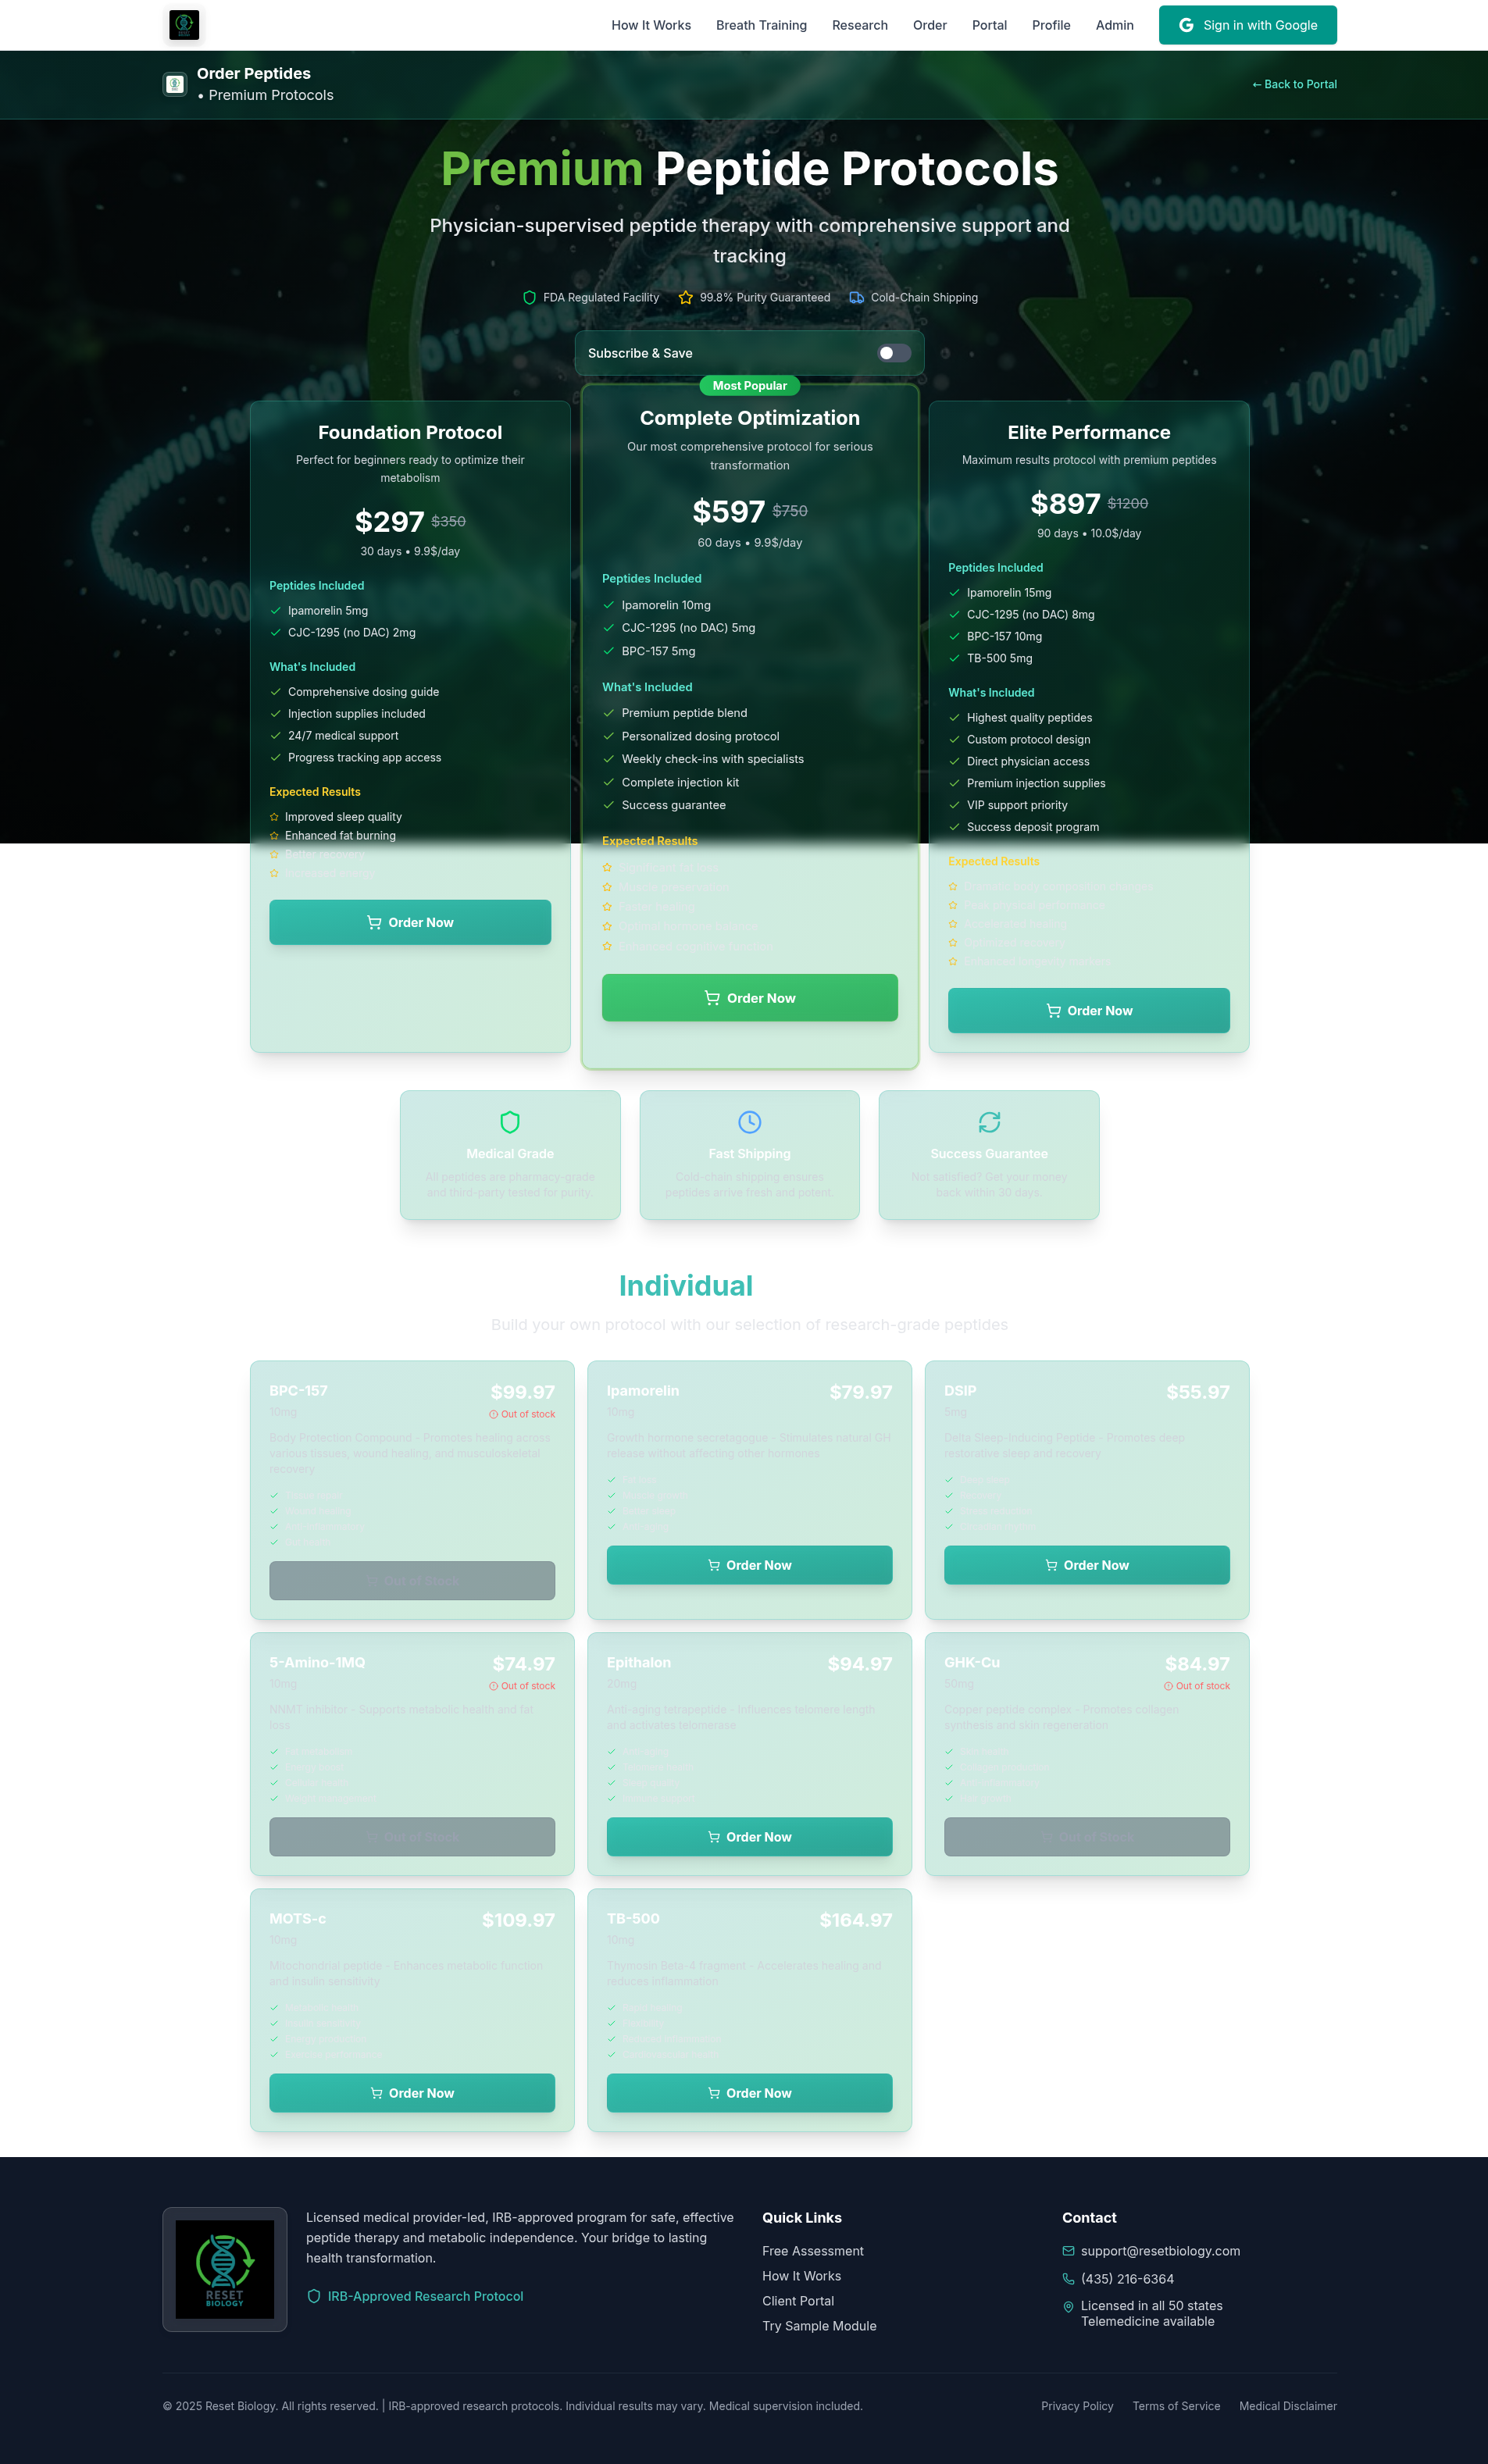 How It Works
Breath Training
Research
Order
Portal
Profile
Admin
Sign in with Google
Order Peptides
• Premium Protocols
← Back to Portal
Premium Peptide Protocols
Physician-supervised peptide therapy with comprehensive support and
tracking
FDA Regulated Facility
99.8% Purity Guaranteed
Cold-Chain Shipping
Subscribe & Save
Foundation Protocol
Perfect for beginners ready to optimize their
metabolism
$297 $350
30 days • 9.9$/day
Peptides Included
Ipamorelin 5mg
CJC-1295 (no DAC) 2mg
What's Included
Comprehensive dosing guide
Injection supplies included
24/7 medical support
Progress tracking app access
Expected Results
Improved sleep quality
Enhanced fat burning
Better recovery
Increased energy
Order Now
Most Popular
Complete Optimization
Our most comprehensive protocol for serious
transformation
$597 $750
60 days • 9.9$/day
Peptides Included
Ipamorelin 10mg
CJC-1295 (no DAC) 5mg
BPC-157 5mg
What's Included
Premium peptide blend
Personalized dosing protocol
Weekly check-ins with specialists
Complete injection kit
Success guarantee
Expected Results
Order Now
Elite Performance
Maximum results protocol with premium peptides
$897 $1200
90 days • 10.0$/day
Peptides Included
Ipamorelin 15mg
CJC-1295 (no DAC) 8mg
BPC-157 10mg
TB-500 5mg
What's Included
Highest quality peptides
Custom protocol design
Direct physician access
Premium injection supplies
VIP support priority
Success deposit program
Expected Results
Order Now
Medical Grade
All peptides are pharmacy-grade
and third-party tested for purity.
Fast Shipping
Cold-chain shipping ensures
peptides arrive fresh and potent.
Success Guarantee
Not satisfied? Get your money
back within 30 days.
Individual
Build your own protocol with our selection of research-grade peptides
BPC-157
$99.97
10mg
Out of stock
Body Protection Compound - Promotes healing across
various tissues, wound healing, and musculoskeletal
recovery
Out of Stock
Ipamorelin
$79.97
10mg
Growth hormone secretagogue - Stimulates natural GH
release without affecting other hormones
Order Now
DSIP
$55.97
5mg
Delta Sleep-Inducing Peptide - Promotes deep
restorative sleep and recovery
Order Now
5-Amino-1MQ
$74.97
10mg
Out of stock
NNMT inhibitor - Supports metabolic health and fat
loss
Out of Stock
Epithalon
$94.97
20mg
Anti-aging tetrapeptide - Influences telomere length
and activates telomerase
Order Now
GHK-Cu
$84.97
50mg
Out of stock
Copper peptide complex - Promotes collagen
synthesis and skin regeneration
Out of Stock
MOTS-c
$109.97
10mg
Mitochondrial peptide - Enhances metabolic function
and insulin sensitivity
Order Now
TB-500
$164.97
10mg
Thymosin Beta-4 fragment - Accelerates healing and
reduces inflammation
Order Now
RESET
BIOLOGY
Licensed medical provider-led, IRB-approved program for safe, effective
peptide therapy and metabolic independence. Your bridge to lasting
health transformation.
IRB-Approved Research Protocol
Quick Links
Free Assessment
How It Works
Client Portal
Try Sample Module
Contact
support@resetbiology.com
(435) 216-6364
Licensed in all 50 states
Telemedicine available
© 2025 Reset Biology. All rights reserved. | IRB-approved research protocols. Individual results may vary. Medical supervision included.
Privacy Policy
Terms of Service
Medical Disclaimer